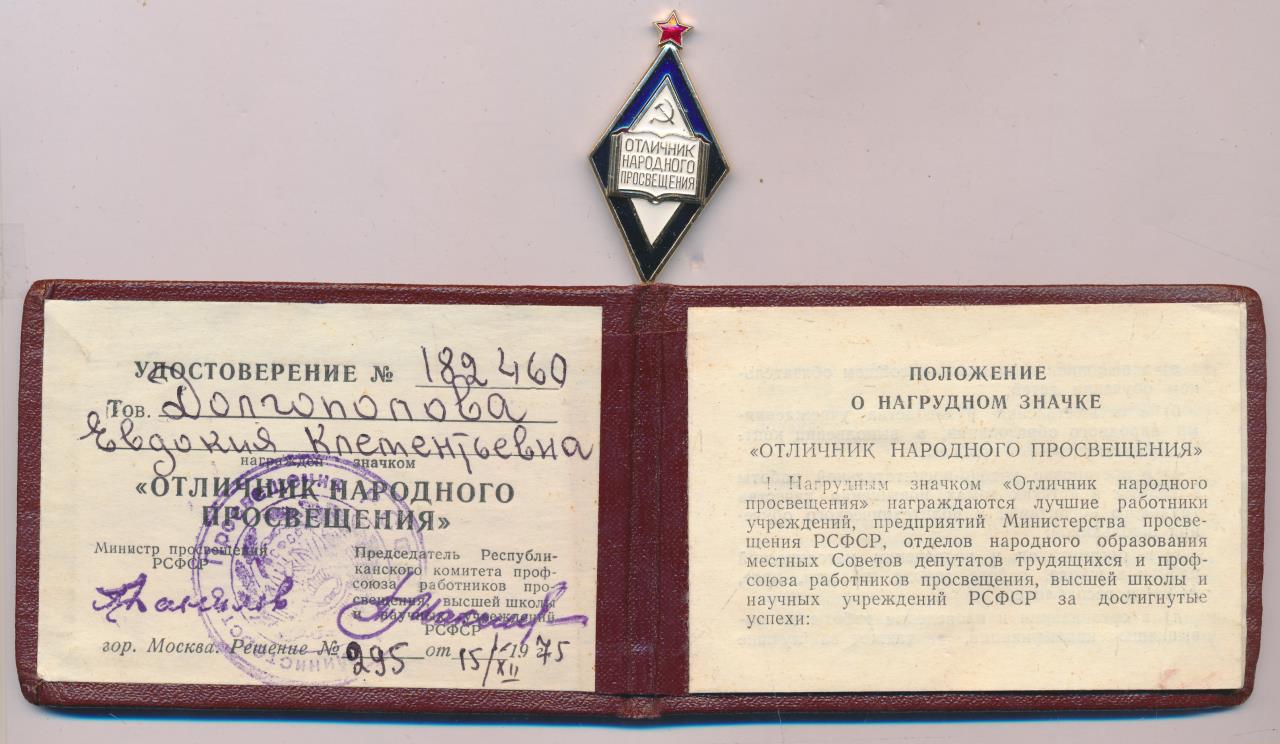 ОТЛИЧНИК
НАРОДНОГО
ПРОСВЕЩЕНИЯ
УДОСТОВЕРЕНИЕ № 182 460
Тов. Долгополова
Евдокия Клементьевна
награжден значком
«ОТЛИЧНИК НАРОДНОГО
ПРОСВЕЩЕНИЯ»
Министр просвещения
РСФСР
Председатель Республи-
канского комитета проф-
союза работников про-
свещения, высшей школы
и научных учреждений
РСФСР
гор. Москва. Решение № 295 от 15/XII 1975
ПОЛОЖЕНИЕ
О НАГРУДНОМ ЗНАЧКЕ
«ОТЛИЧНИК НАРОДНОГО ПРОСВЕЩЕНИЯ»
1. Нагрудным значком «Отличник народного
просвещения» награждаются лучшие работники
учреждений, предприятий Министерства просве-
щения РСФСР, отделов народного образования
местных Советов депутатов трудящихся и проф-
союза работников просвещения, высшей школы и
научных учреждений РСФСР за достигнутые
успехи: